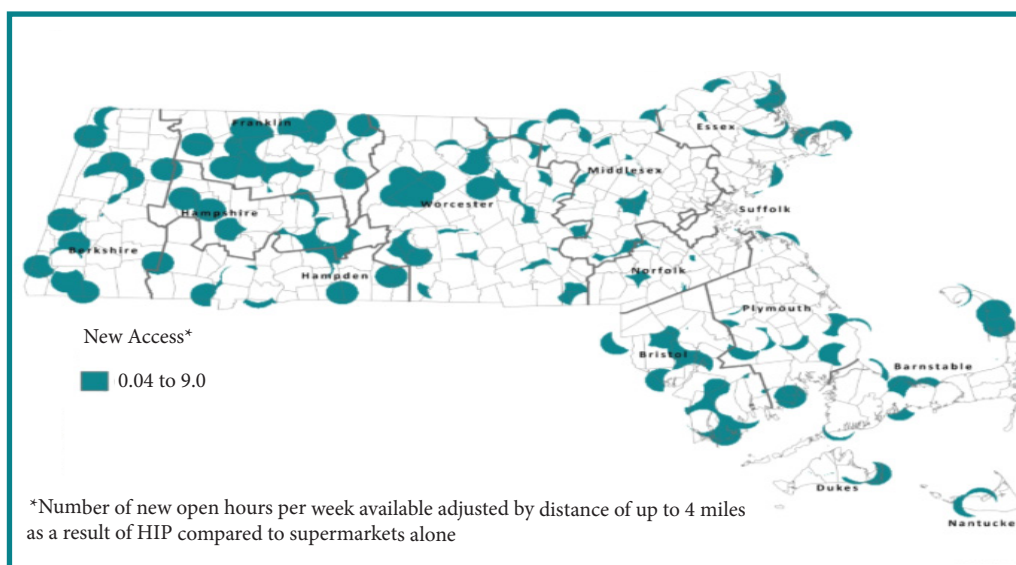 Essex
Franklin
Middlesex
Worcester
Suffolk
Hampshire
Berkshire
Norfolk
Hampden
Plymouth
New Access*
Bristol
Barnstable
0.04 to 9.0
Dukes
*Number of new open hours per week available adjusted by distance of up to 4 miles
as a result of HIP compared to supermarkets alone
Nantucke